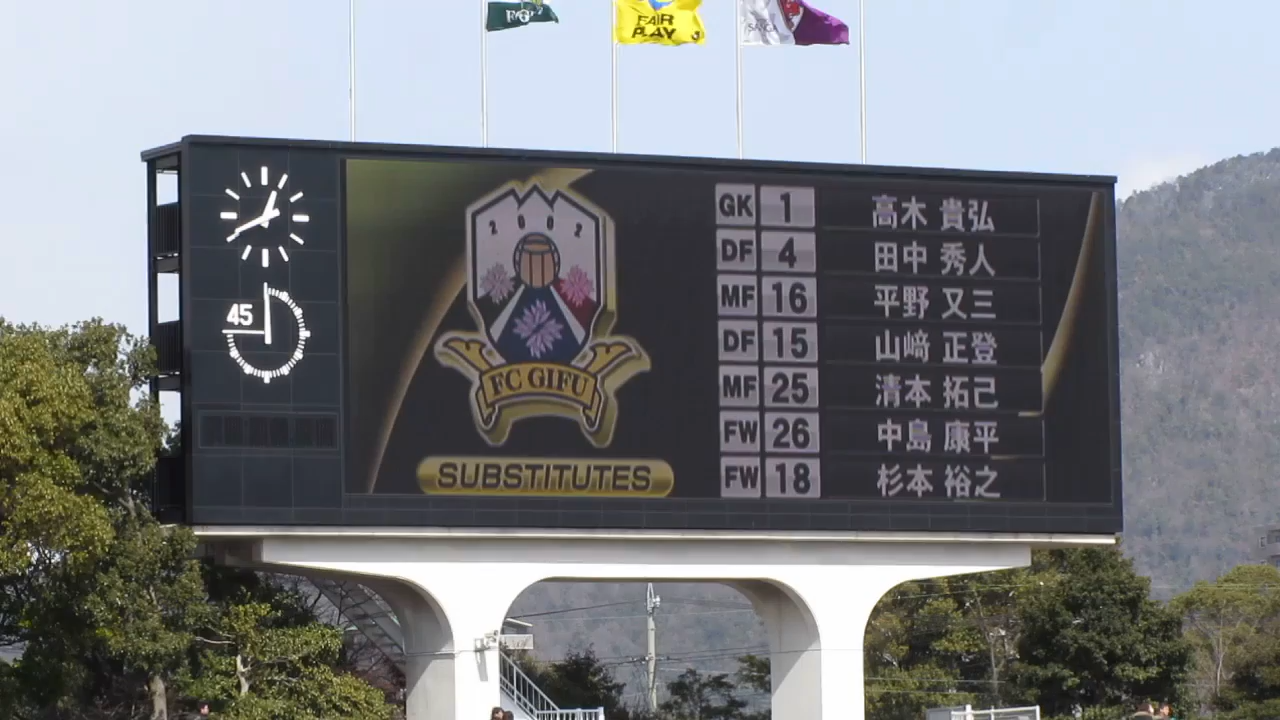 FAIR
PLAY
45
2002
FC GIFU
SUBSTITUTES
GK 1 高木 貴弘
DF 4 田中 秀人
MF 16 平野 又三
DF 15 山﨑 正登
MF 25 清本 拓己
FW 26 中島 康平
FW 18 杉本 裕之